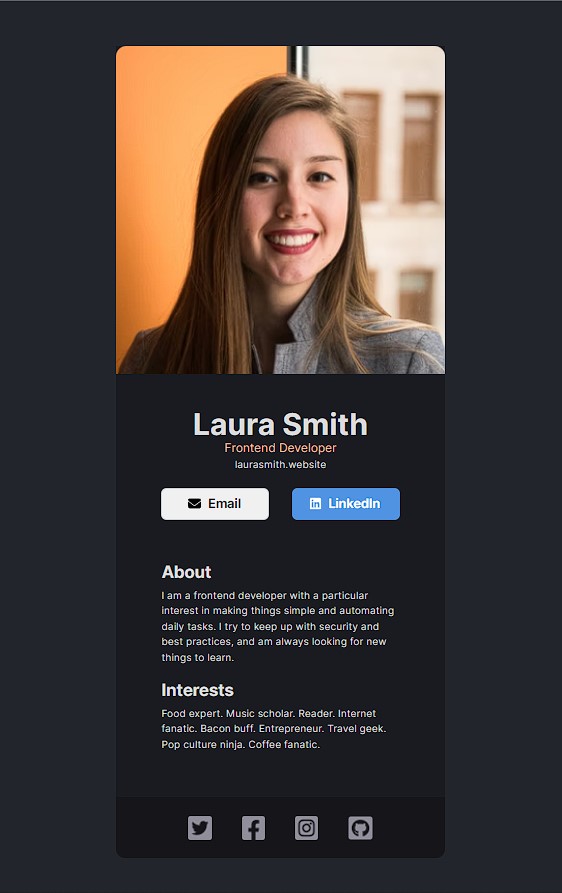 Laura Smith
Frontend Developer
laurasmith.website
Email
LinkedIn
About
I am a frontend developer with a particular
interest in making things simple and automating
daily tasks. I try to keep up with security and
best practices, and am always looking for new
things to learn.
Interests
Food expert. Music scholar. Reader. Internet
fanatic. Bacon buff. Entrepreneur. Travel geek.
Pop culture ninja. Coffee fanatic.